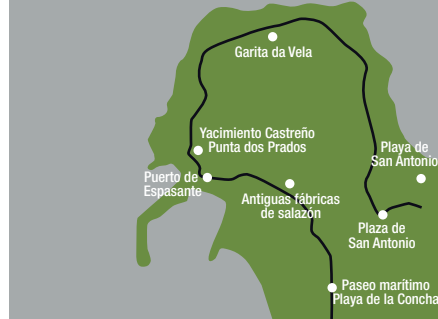 Garita da Vela
Yacimiento Castreño
Punta dos Prados
Playa de
San Antonio
Puerto de
Espasante
Antiguas fábricas
de salazón
Plaza de
San Antonio
Paseo marítimo
Playa de la Concha